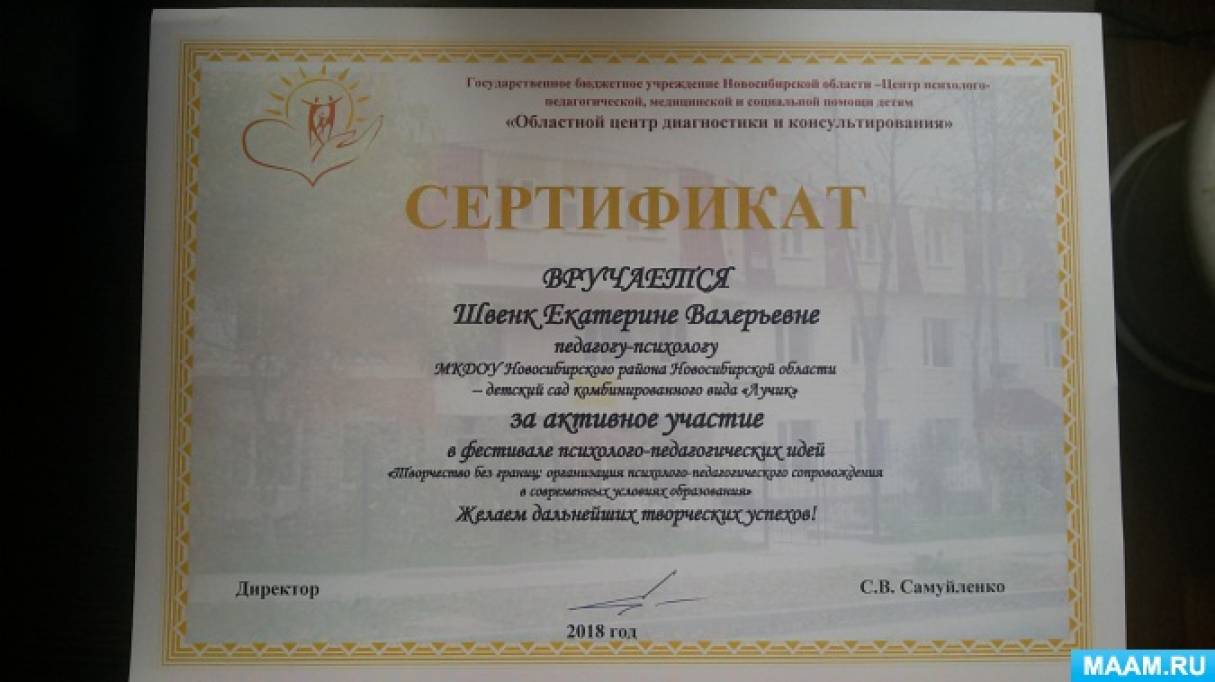 Государственное бюджетное учреждение Новосибирской области –Центр психолого-
педагогической, медицинской и социальной помощи детям
«Областной центр диагностики и консультирования»
СЕРТИФИКАТ
ВРУЧАЕТСЯ
Швенк Екатерине Валерьевне
педагогу-психологу
МКДОУ Новосибирского района Новосибирской области
– детский сад комбинированного вида «Лучик»
за активное участие
в фестивале психолого-педагогических идей
«Творчество без границ: организация психолого-педагогического сопровождения
в современных условиях образования»
Желаем дальнейших творческих успехов!
Директор
С.В. Самуйленко
2018 год
MAAM.RU